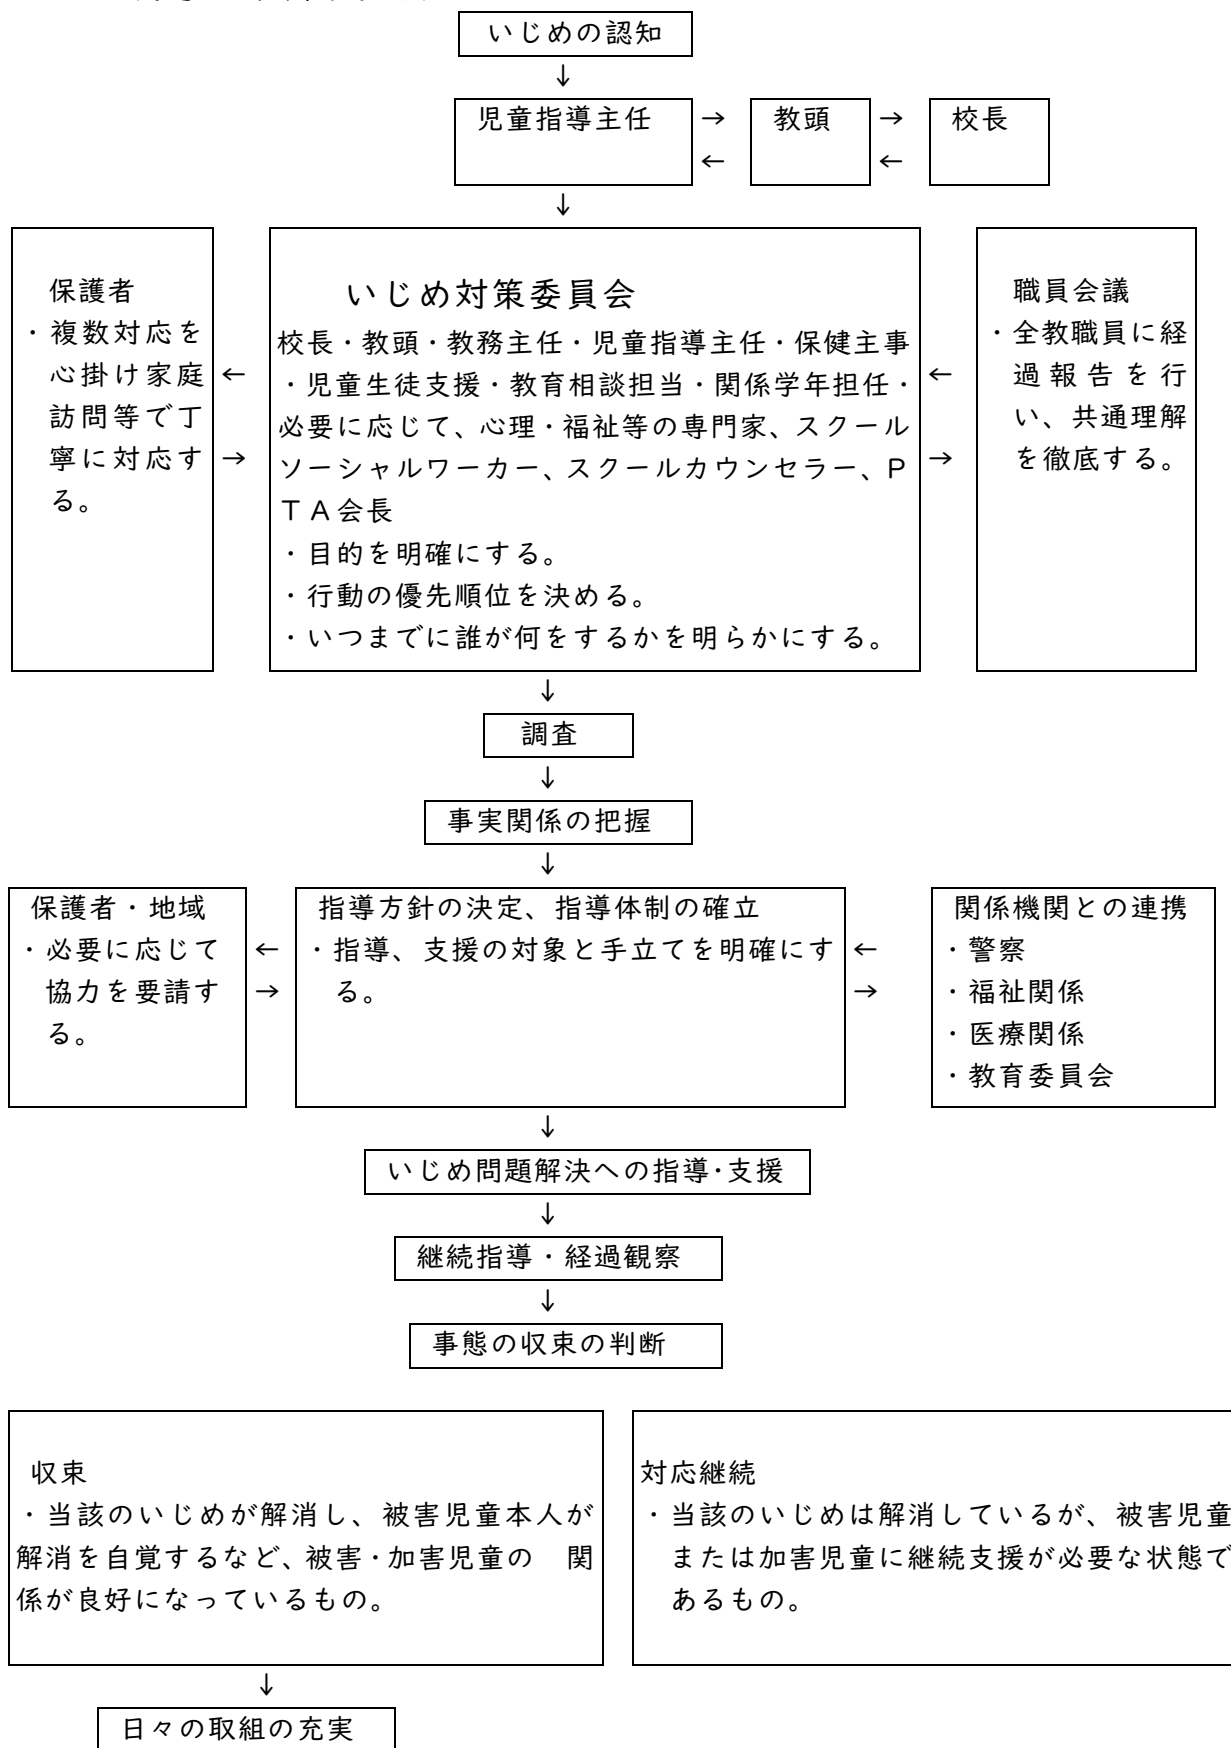 いじめの認知
↓
児童指導主任 → 教頭 → 校長
← ←
↓
保護者
・複数対応を
心掛け家庭
訪問等で丁
寧に対応す
る。
←
→
いじめ対策委員会
校長・教頭・教務主任・児童指導主任・保健主事
・児童生徒支援・教育相談担当・関係学年担任・
必要に応じて、心理・福祉等の専門家、スクール
ソーシャルワーカー、スクールカウンセラー、P
TA会長
・目的を明確にする。
・行動の優先順位を決める。
・いつまでに誰が何をするかを明らかにする。
←
→
職員会議
・全教職員に経
過報告を行
い、共通理解
を徹底する。
↓
調査
↓
事実関係の把握
↓
保護者・地域
・必要に応じて
協力を要請す
る。
←
→
指導方針の決定、指導体制の確立
・指導、支援の対象と手立てを明確にす
る。
←
→
関係機関との連携
・警察
・福祉関係
・医療関係
・教育委員会
↓
いじめ問題解決への指導・支援
↓
継続指導・経過観察
↓
事態の収束の判断
収束
・当該のいじめが解消し、被害児童本人が
解消を自覚するなど、被害・加害児童の 関
係が良好になっているもの。
対応継続
・当該のいじめは解消しているが、被害児童
または加害児童に継続支援が必要な状態で
あるもの。
↓
日々の取組の充実